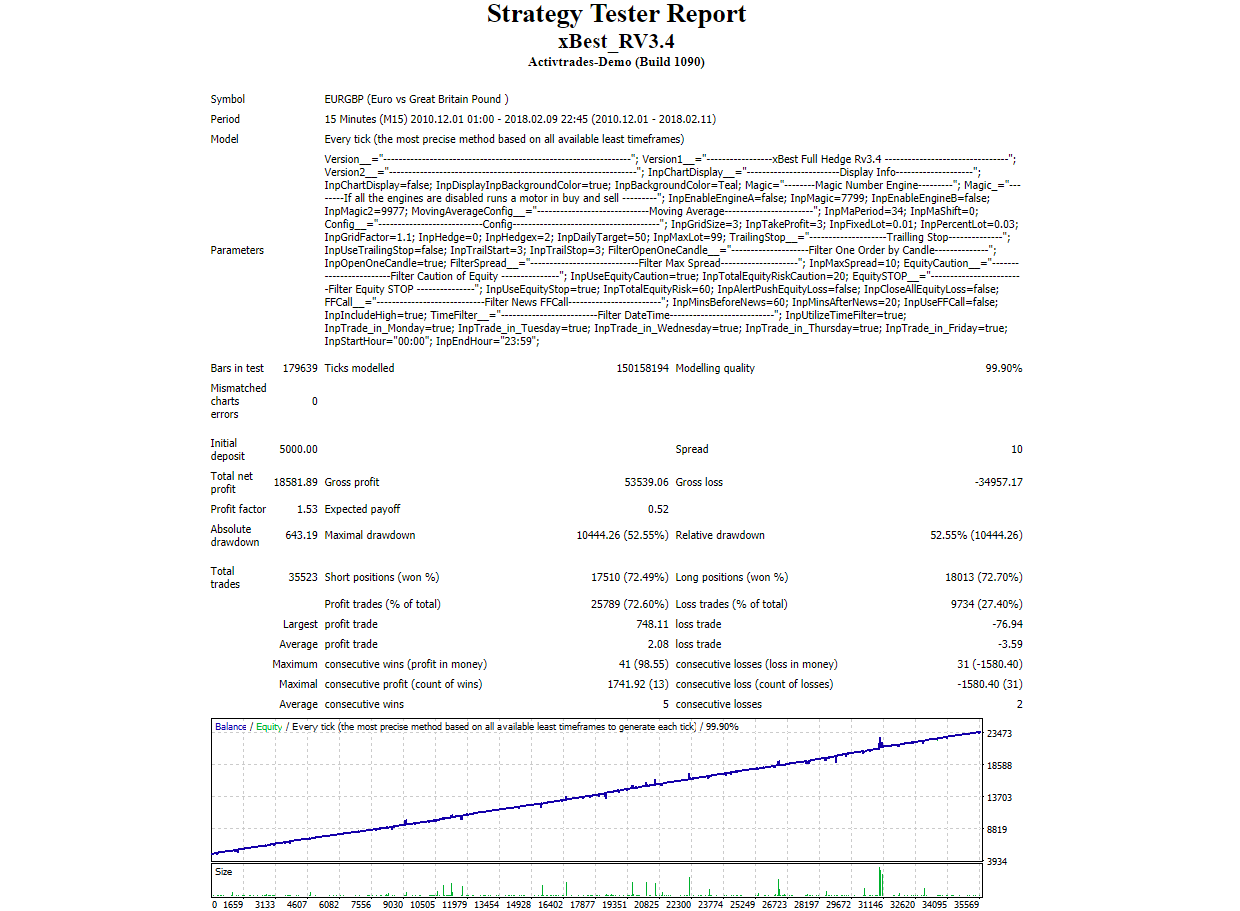 Strategy Tester Report
xBest_RV3.4
Activtrades-Demo (Build 1090)
Symbol EURGBP (Euro vs Great Britain Pound )
Period 15 Minutes (M15) 2010.12.01 01:00 - 2018.02.09 22:45 (2010.12.01 - 2018.02.11)
Model Every tick (the most precise method based on all available least timeframes)
Version__="------------------------------------------------------"; Version1__="----------------xBest Full Hedge Rv3.4 ------------------------------";
Version2__="------------------------------------------------------"; InpChartDisplay__="----------------------Display Info--------------------";
InpChartDisplay=false; InpDisplayInpBackgroundColor=true; InpBackgroundColor=Teal; Magic="--------Magic Number Engine---------"; Magic_="---
-----If all the engines are disabled runs a motor in buy and sell ---------"; InpEnableEngineA=false; InpMagic=7799; InpEnableEngineB=false;
InpMagic2=9977; MovingAverageConfig__="---------------------------Moving Average----------------------"; InpMaPeriod=34; InpMaShift=0;
Config__="--------------------------Config------------------------------------"; InpGridSize=3; InpTakeProfit=3; InpFixedLot=0.01; InpPercentLot=0.03;
Parameters InpGridFactor=1.1; InpHedge=0; InpHedgex=2; InpDailyTarget=50; InpMaxLot=99; TrailingStop__="--------------------Trailling Stop--------------";
InpUseTrailingStop=false; InpTrailStart=3; InpTrailStop=3; FilterOpenOneCandle__="--------------------Filter One Order by Candle--------------";
InpOpenOneCandle=true; FilterSpread__="----------------------------Filter Max Spread--------------------"; InpMaxSpread=10; EquityCaution__="-------
-----------------Filter Caution of Equity ---------------"; InpUseEquityCaution=true; InpTotalEquityRiskCaution=20; EquitySTOP__="-----------------------
-Filter Equity STOP ---------------"; InpUseEquityStop=true; InpTotalEquityRisk=60; InpAlertPushEquityLoss=false; InpCloseAllEquityLoss=false;
FFCall__="----------------------------Filter News FFCall------------------------"; InpMinsBeforeNews=60; InpMinsAfterNews=20; InpUseFFCall=false;
InpIncludeHigh=true; TimeFilter__="-------------------------Filter DateTime---------------------------"; InpUtilizeTimeFilter=true;
InpTrade_in_Monday=true; InpTrade_in_Tuesday=true; InpTrade_in_Wednesday=true; InpTrade_in_Thursday=true; InpTrade_in_Friday=true;
InpStartHour="00:00"; InpEndHour="23:59";
Bars in test 179639 Ticks modelled 150158194 Modelling quality 99.90%
Mismatched
charts
errors 0
Initial
deposit 5000.00 Spread 10
Total net
profit 18581.89 Gross profit 53539.06 Gross loss -34957.17
Profit factor 1.53 Expected payoff 0.52
Absolute
drawdown 643.19 Maximal drawdown 10444.26 (52.55%) Relative drawdown 52.55% (10444.26)
Total
trades 35523 Short positions (won %) 17510 (72.49%) Long positions (won %) 18013 (72.70%)
Profit trades (% of total) 25789 (72.60%) Loss trades (% of total) 9734 (27.40%)
Largest profit trade 748.11 loss trade -76.94
Average profit trade 2.08 loss trade -3.59
Maximum consecutive wins (profit in money) 41 (98.55) consecutive losses (loss in money) 31 (-1580.40)
Maximal consecutive profit (count of wins) 1741.92 (13) consecutive loss (count of losses) -1580.40 (31)
Average consecutive wins 5 consecutive losses 2
Balance / Equity / Every tick (the most precise method based on all available least timeframes to generate each tick) / 99.90%
23473
18588
13703
8819
3934
Size
0 1659 3133 4607 6082 7556 9030 10505 11979 13454 14928 16402 17877 19351 20825 22300 23774 25249 26723 28197 29672 31146 32620 34095 35569